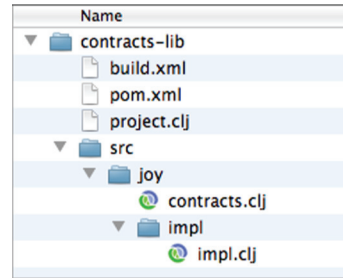 Name
contracts-lib
build.xml
pom.xml
project.clj
src
joy
contracts.clj
impl
impl.clj